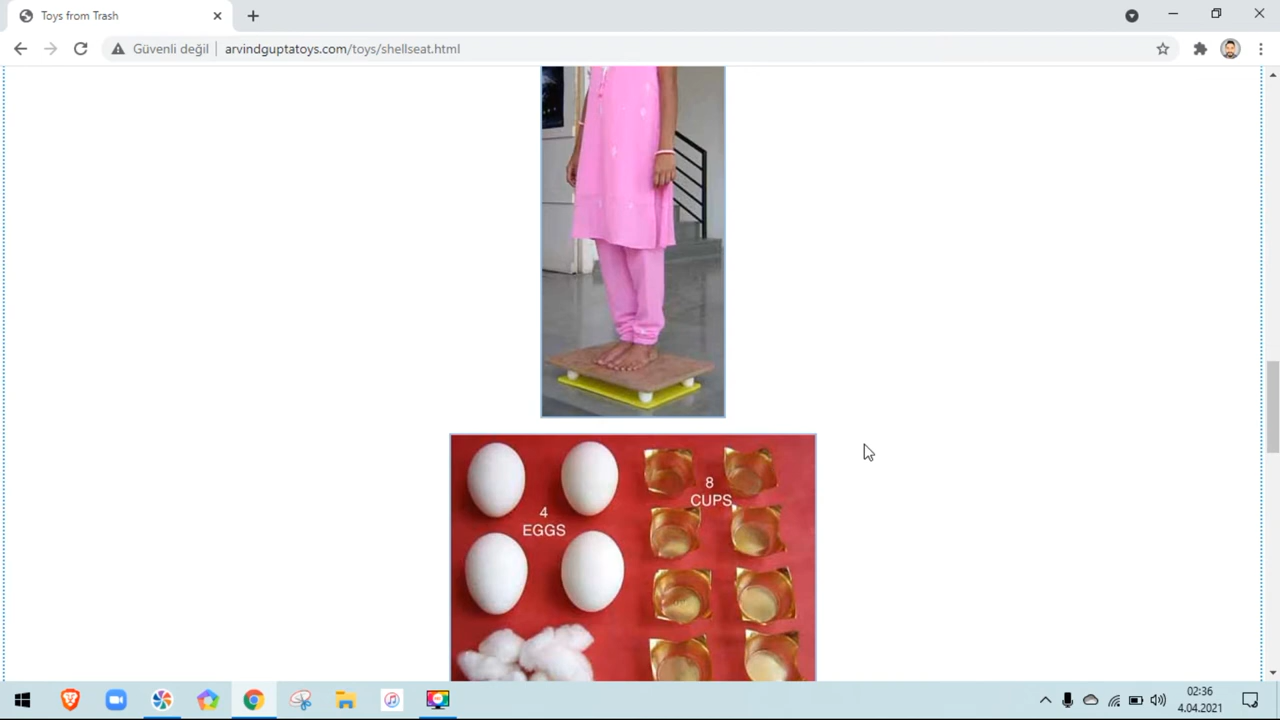 Toys from Trash
Güvenli değil
arvindguptatoys.com/toys/shellseat.html
8
CUPS
4
EGGS
02:36
4.04.2021